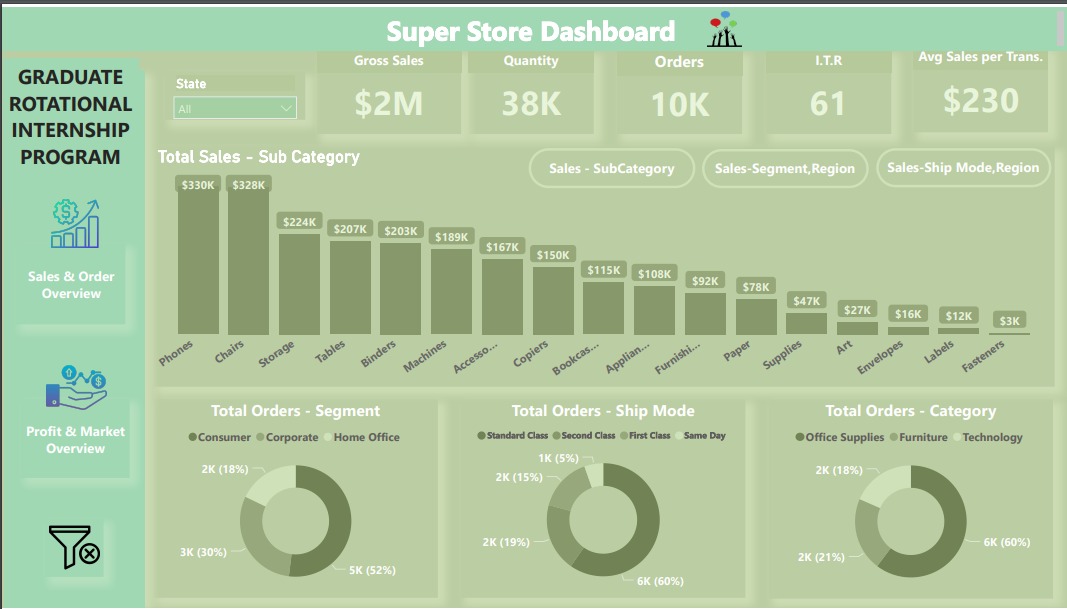 Super Store Dashboard
GRADUATE
ROTATIONAL
INTERNSHIP
PROGRAM
Sales & Order
Overview
Profit & Market
Overview
State
All
Gross Sales
$2M
Quantity
38K
Orders
10K
I.T.R
61
Avg Sales per Trans.
$230
Total Sales - Sub Category
Sales - SubCategory
Sales-Segment,Region
Sales-Ship Mode,Region
$330K
$328K
$224K
$207K
$203K
$189K
$167K
$150K
$115K
$108K
$92K
$78K
$47K
$27K
$16K
$12K
$3K
Phones
Chairs
Storage
Tables
Binders
Machines
Accesso...
Copiers
Bookcas...
Applian...
Furnishi...
Paper
Supplies
Art
Envelopes
Labels
Fasteners
Total Orders - Segment
Consumer Corporate Home Office
2K (18%)
3K (30%)
5K (52%)
Total Orders - Ship Mode
Standard Class Second Class First Class Same Day
1K (5%)
2K (15%)
2K (19%)
6K (60%)
Total Orders - Category
Office Supplies Furniture Technology
2K (18%)
2K (21%)
6K (60%)